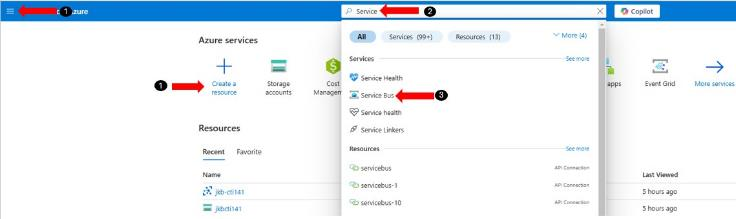 1
Azure
Service
2
Copilot
Azure services
All
Services (99+)
Resources (13)
More (4)
Services
See more
1
Create a
resource
Storage
accounts
Cost
Service Health
Service Bus
3
Service health
Service Linkers
apps
Event Grid
More services
Resources
Resources
See more
Recent
Favorite
servicebus
API Connection
Name
servicebus-1
API Connection
Last Viewed
jkb-cti141
servicebus-10
API Connection
5 hours ago
jkbcti141
5 hours ago